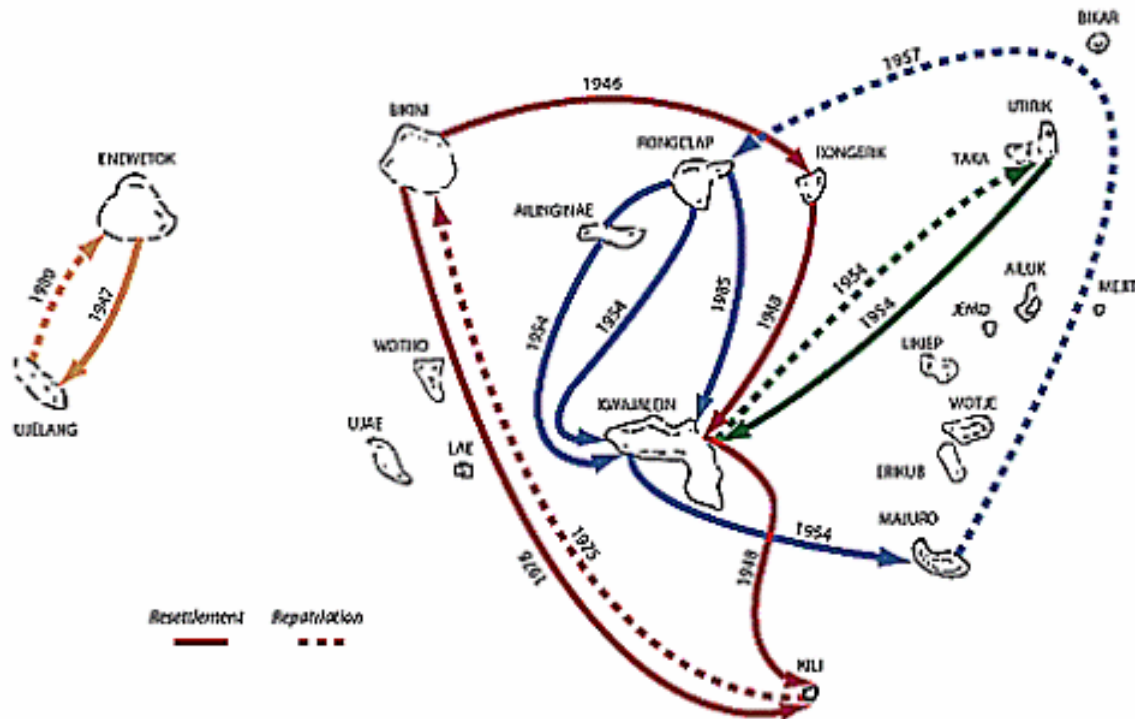 BIKAR
1957
1946
BIKINI
UTIRIK
ENEWETOK
RONGELAP
RONGERIK
TAKA
AILINGINAE
1980
1947
1954
1954
1985
1948
1954
1954
AILUK
JEMO
LIKIEP
WOTHO
WOTJE
UJELANG
UJAE
LAE
KWAJALEIN
ERIKUB
MAJURO
1954
1975
1948
Resettlement
Repatriation
KILI